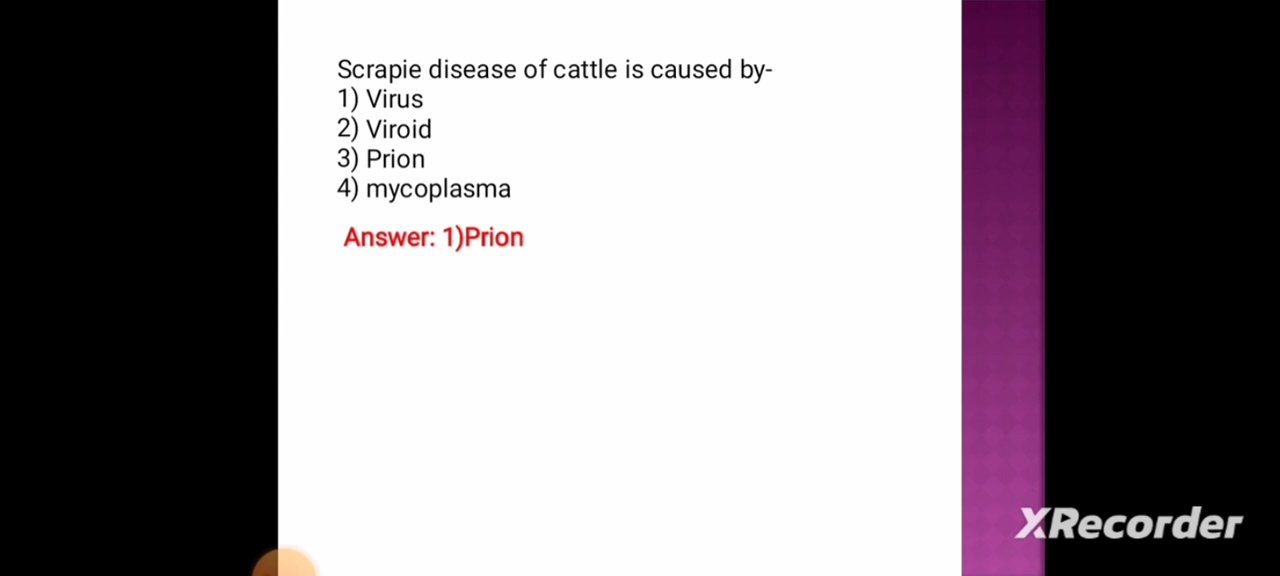 Scrapie disease of cattle is caused by-
1) Virus
2) Viroid
3) Prion
4) mycoplasma
Answer: 1)Prion
XRecorder